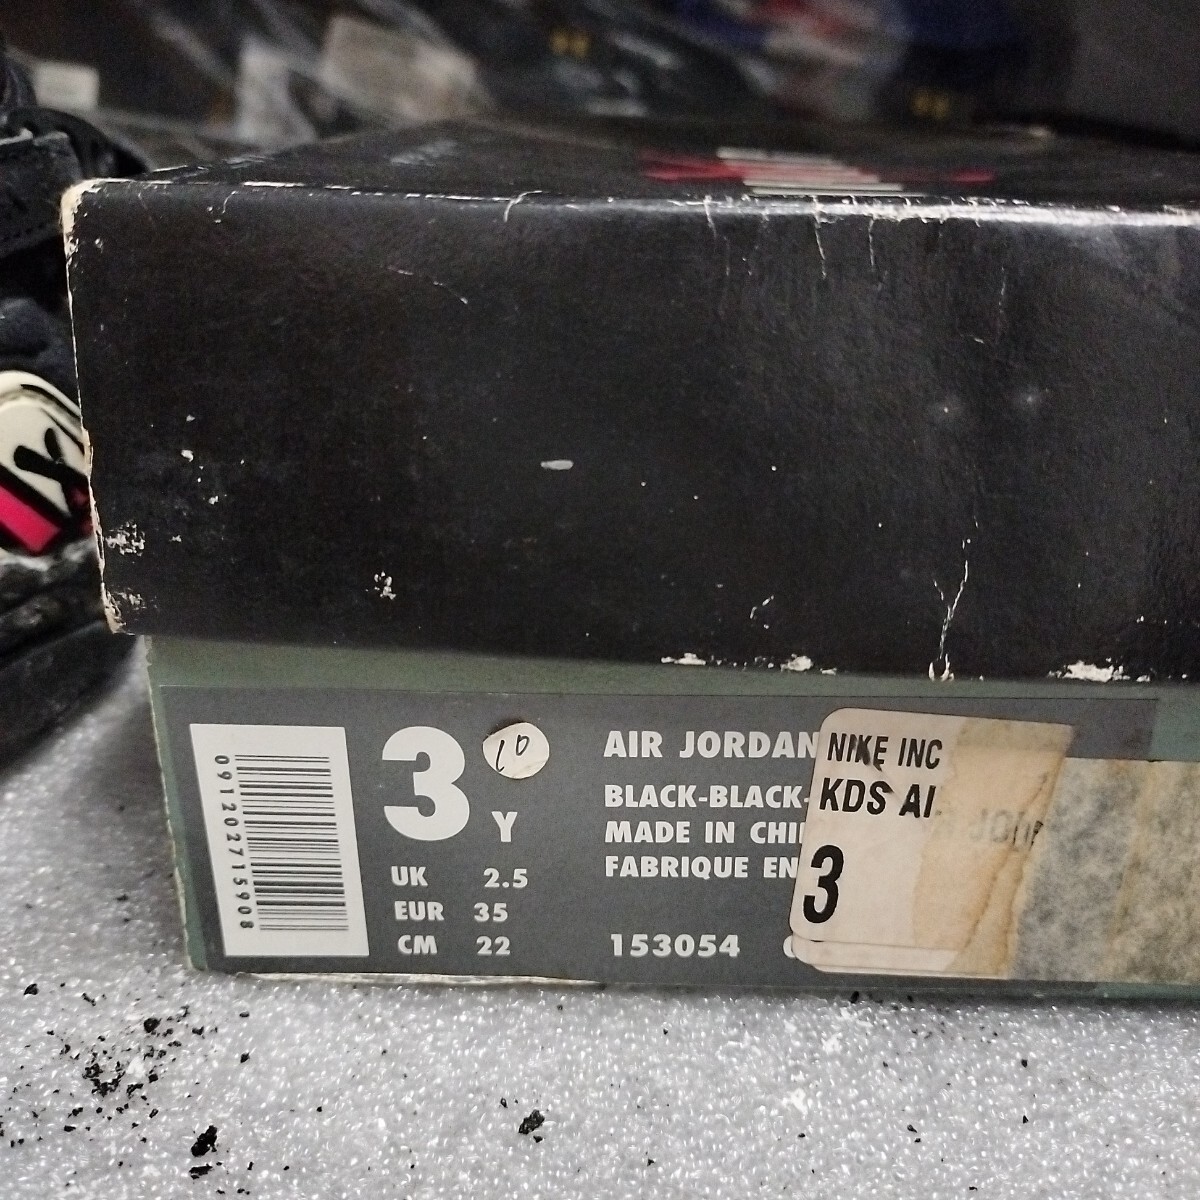 091202715908
3 Y
10
UK 2.5
EUR 35
CM 22
AIR JORDAN
BLACK-BLACK-
MADE IN CHI
FABRIQUE EN
153054
NIKE INC
KDS AI
3